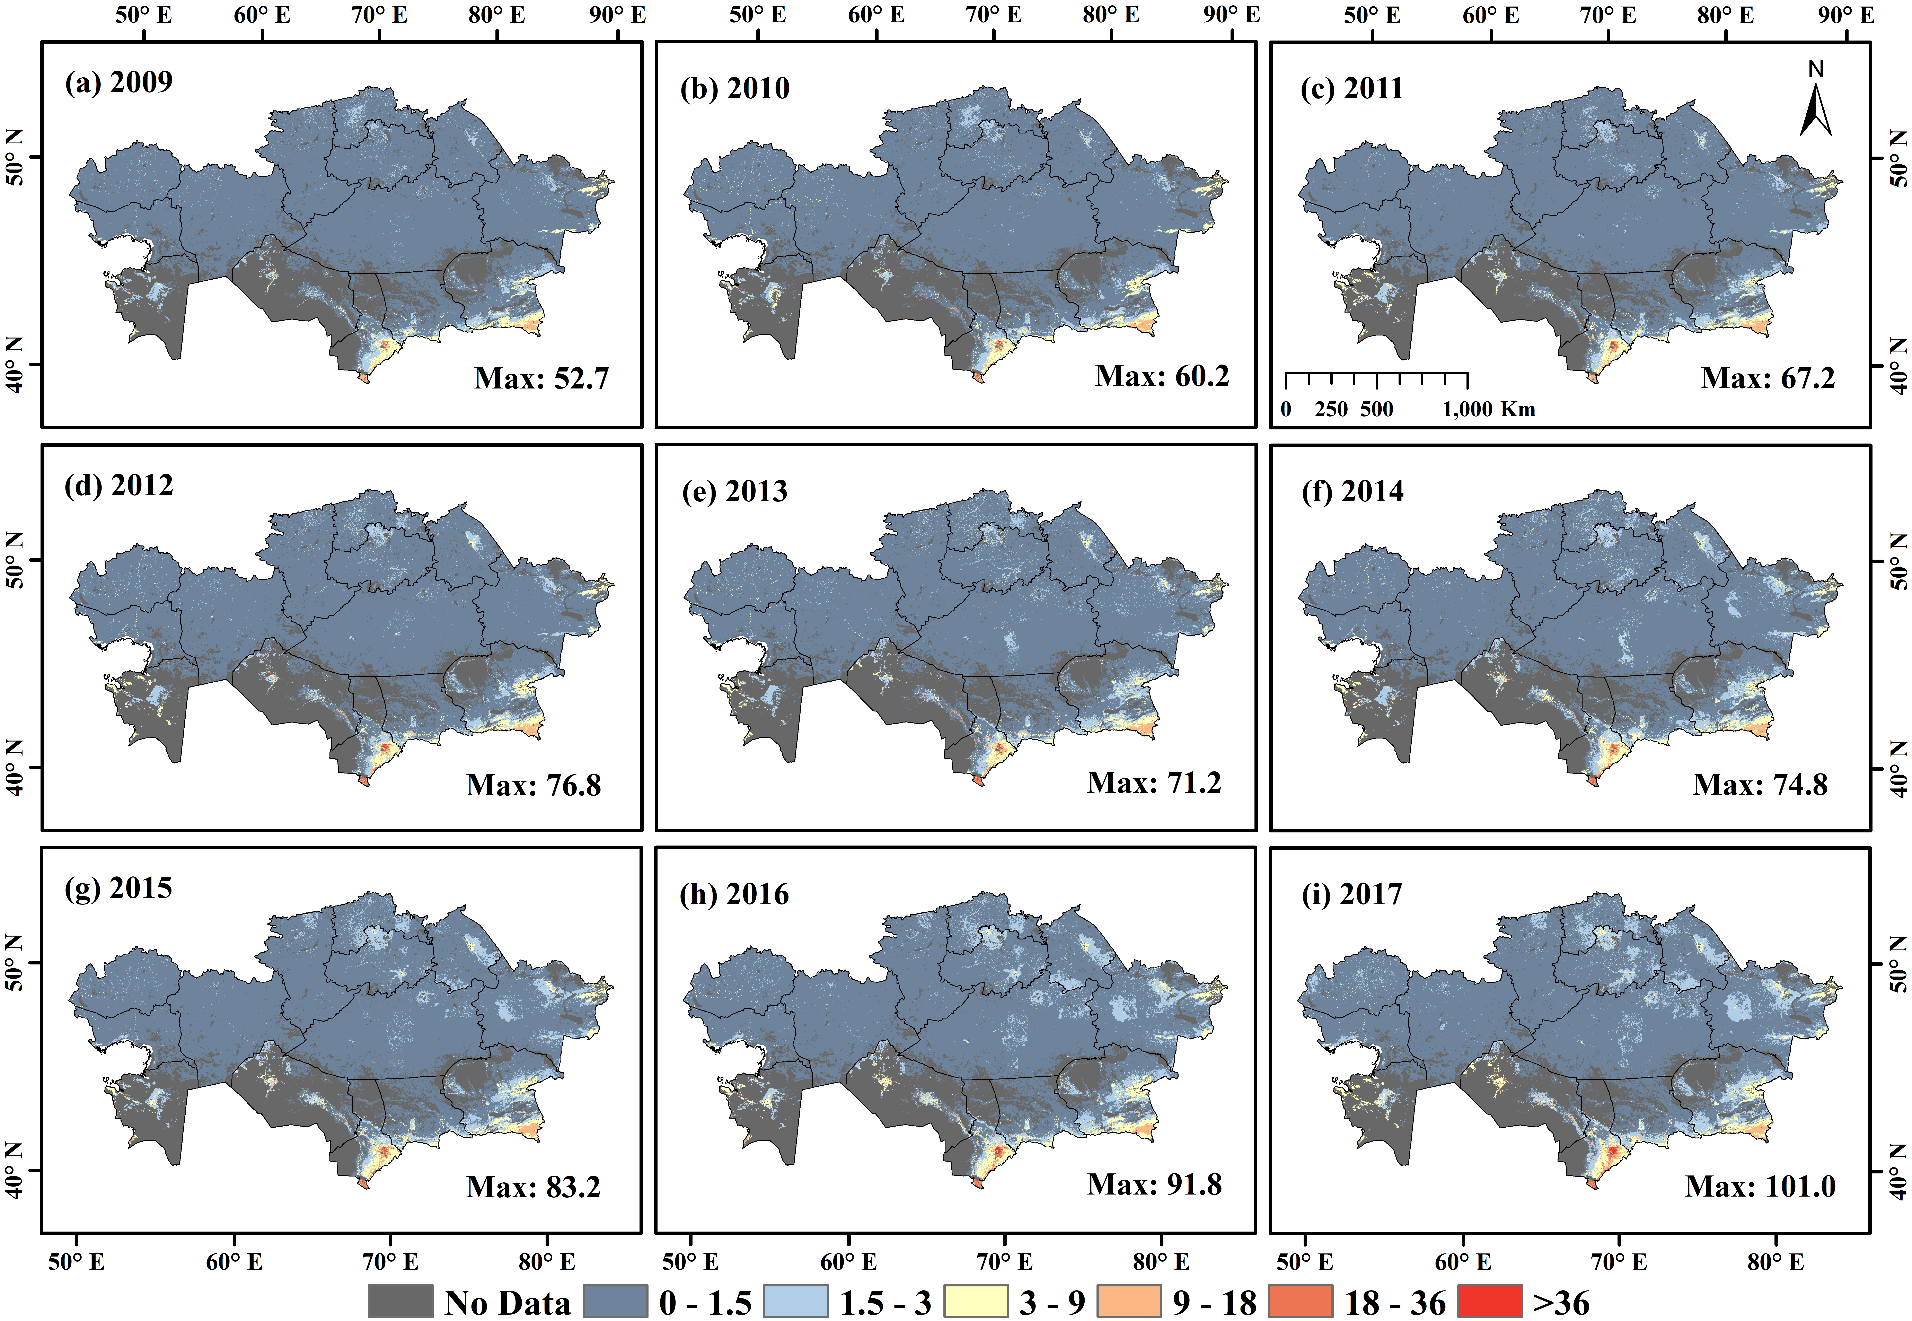 50° E 60° E 70° E 80° E 90° E 50° E 60° E 70° E 80° E 90° E 50° E 60° E 70° E 80° E 90° E
(a) 2009
(b) 2010
(c) 2011
N
50° N
50° N
40° N
40° N
Max: 52.7
Max: 60.2
Max: 67.2
0 250 500 1,000 Km
(d) 2012
(e) 2013
(f) 2014
50° N
50° N
40° N
40° N
Max: 76.8
Max: 71.2
Max: 74.8
(g) 2015
(h) 2016
(i) 2017
50° N
50° N
40° N
40° N
Max: 83.2
Max: 91.8
Max: 101.0
50° E 60° E 70° E 80° E 50° E 60° E 70° E 80° E 50° E 60° E 70° E 80° E
No Data 0 - 1.5 1.5 - 3 3 - 9 9 - 18 18 - 36 >36